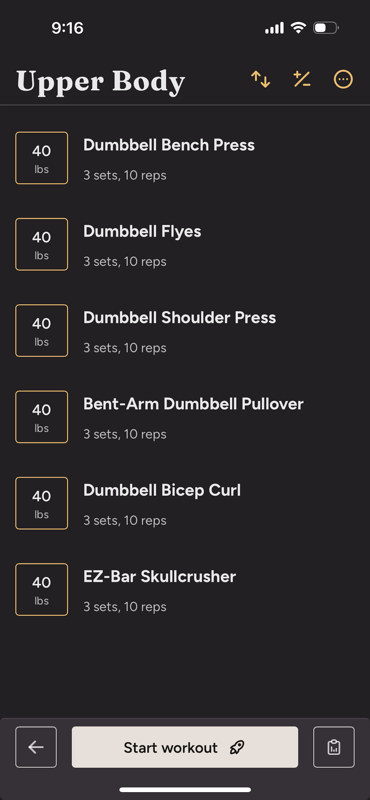 9:16
Upper Body
40
lbs
Dumbbell Bench Press
3 sets, 10 reps
40
lbs
Dumbbell Flyes
3 sets, 10 reps
40
lbs
Dumbbell Shoulder Press
3 sets, 10 reps
40
lbs
Bent-Arm Dumbbell Pullover
3 sets, 10 reps
40
lbs
Dumbbell Bicep Curl
3 sets, 10 reps
40
lbs
EZ-Bar Skullcrusher
3 sets, 10 reps
Start workout